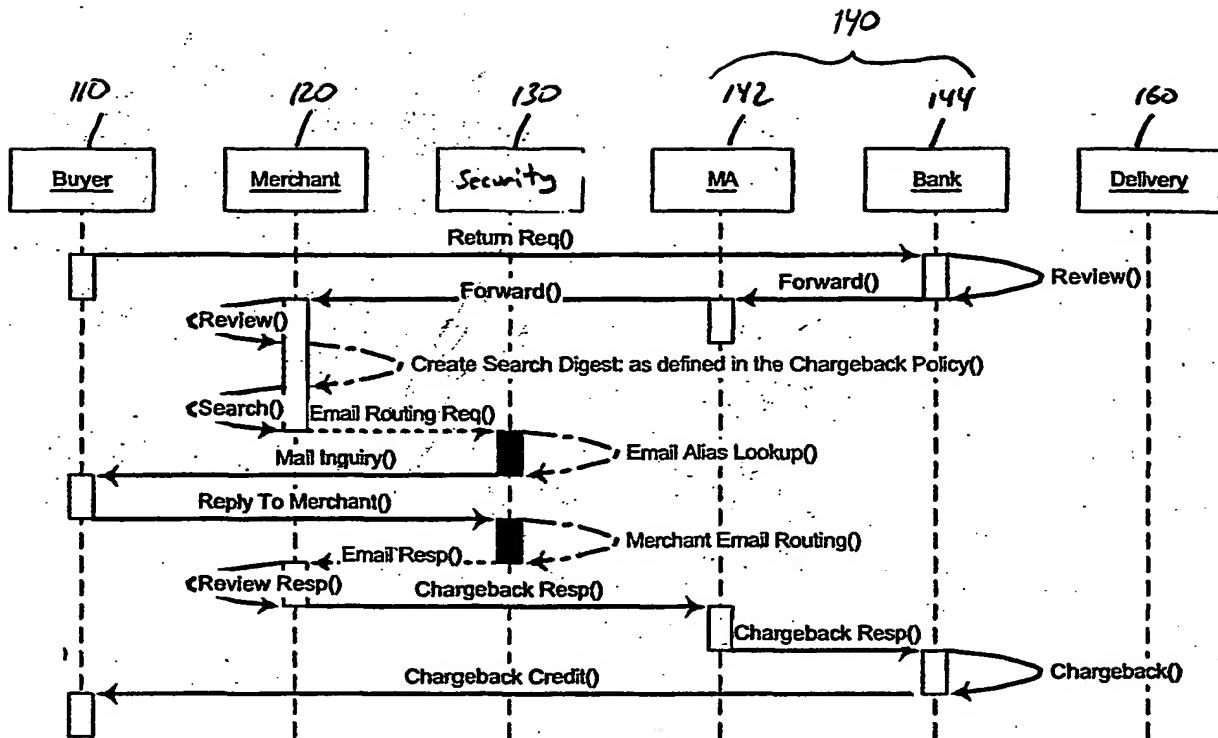 140
110
120
130
142
144
160
Buyer
Merchant
Security
MA
Bank
Delivery
Return Req()
Review()
Forward()
Forward()
Review()
Create Search Digest: as defined in the Chargeback Policy()
Search()
Email Routing Req()
Email Alias Lookup()
Mail Inguiry()
Reply To Merchant()
Merchant Email Routing()
Email Resp()
Review Resp()
Chargeback Resp()
Chargeback Resp()
Chargeback()
Chargeback Credit()